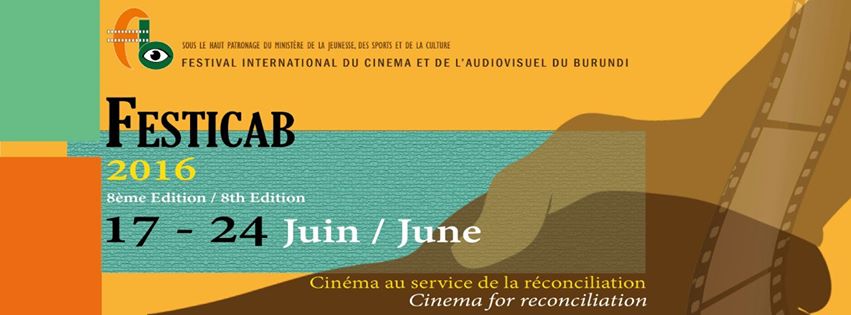 fb
SOUS LE HAUT PATRONAGE DU MINISTÈRE DE LA JEUNESSE, DES SPORTS ET DE LA CULTURE
FESTIVAL INTERNATIONAL DU CINEMA ET DE L'AUDIOVISUEL DU BURUNDI
FESTICAB
2016
8ème Edition / 8th Edition
17 - 24 Juin / June
Cinéma au service de la réconciliation
Cinema for reconciliation